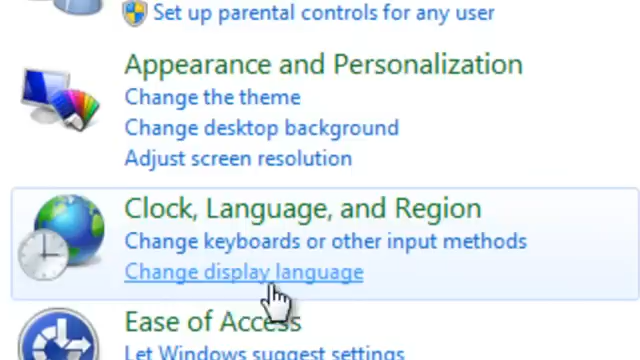 Set up parental controls for any user
Appearance and Personalization
Change the theme
Change desktop background
Adjust screen resolution
Clock, Language, and Region
Change keyboards or other input methods
Change display language
Ease of Access
Let Windows suggest settings